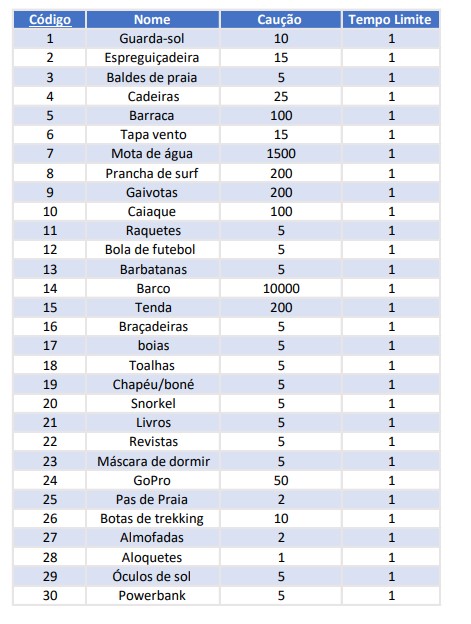 Código Nome Caução Tempo Limite
1 Guarda-sol 10 1
2 Espreguiçadeira 15 1
3 Baldes de praia 5 1
4 Cadeiras 25 1
5 Barraca 100 1
6 Tapa vento 15 1
7 Mota de água 1500 1
8 Prancha de surf 200 1
9 Gaivotas 200 1
10 Caiaque 100 1
11 Raquetes 5 1
12 Bola de futebol 5 1
13 Barbatanas 5 1
14 Barco 10000 1
15 Tenda 200 1
16 Braçadeiras 5 1
17 boias 5 1
18 Toalhas 5 1
19 Chapéu/boné 5 1
20 Snorkel 5 1
21 Livros 5 1
22 Revistas 5 1
23 Máscara de dormir 5 1
24 GoPro 50 1
25 Pas de Praia 2 1
26 Botas de trekking 10 1
27 Almofadas 2 1
28 Aloquetes 1 1
29 Óculos de sol 5 1
30 Powerbank 5 1